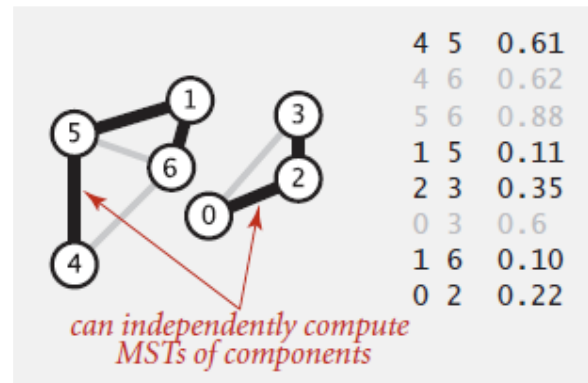 4 5 0.61
4 6 0.62
5 6 0.88
1 5 0.11
2 3 0.35
0 3 0.6
1 6 0.10
0 2 0.22
1
3
5
6
2
0
4
can independently compute
MSTs of components